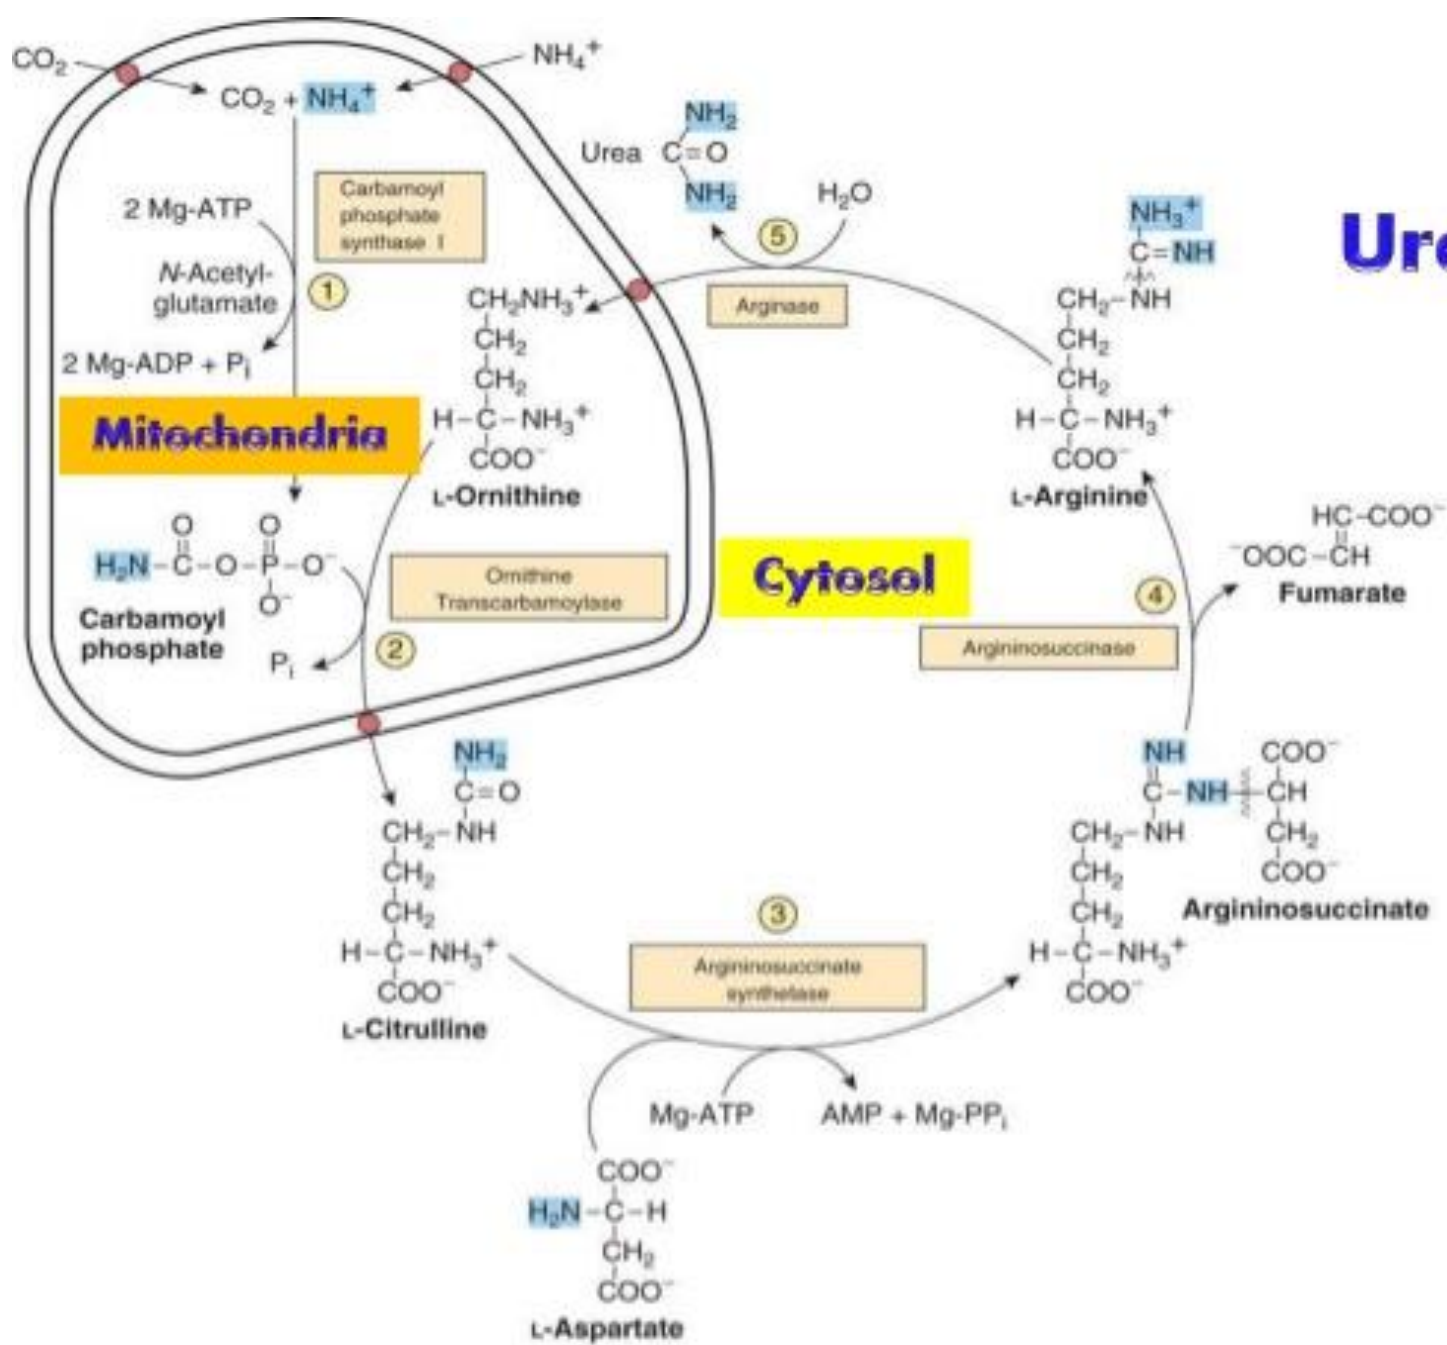 CO₂
NH₄⁺
CO₂ + NH₄⁺
2 Mg-ATP
Carbamoyl
phosphate
synthase I
N-Acetyl-
glutamate
1
2 Mg-ADP + Pᵢ
Mitochondria
CH₂NH₃⁺
CH₂
CH₂
H–C–NH₃⁺
COO⁻
L-Ornithine
O O
H₂N–C–O–P–O⁻
O⁻
Carbamoyl
phosphate
Ornithine
Transcarbamoylase
2
Pᵢ
NH₂
Urea C=O
NH₂
H₂O
5
Arginase
NH₃⁺
C=NH
CH₂–NH
CH₂
CH₂
H–C–NH₃⁺
COO⁻
L-Arginine
Cytosol
HC–COO⁻
⁻OOC–CH
Fumarate
4
Argininosuccinase
NH₂
C=O
CH₂–NH
CH₂
CH₂
H–C–NH₃⁺
COO⁻
L-Citrulline
3
Argininosuccinate
synthetase
NH COO⁻
C–NH–CH
CH₂–NH CH₂
CH₂ COO⁻
CH₂
Argininosuccinate
H–C–NH₃⁺
COO⁻
Mg-ATP
AMP + Mg-PPᵢ
COO⁻
H₂N–C–H
CH₂
COO⁻
L-Aspartate